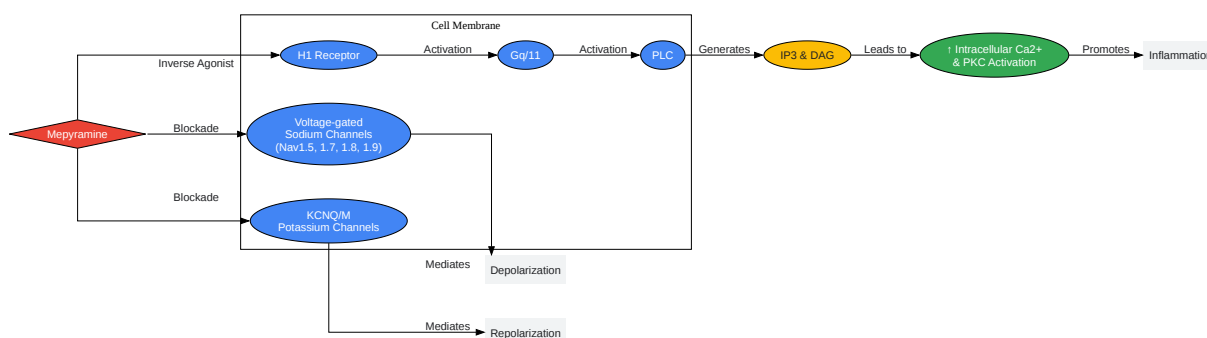 Cell Membrane
H1 Receptor
Activation
Gq/11
Activation
PLC
Generates
IP3 & DAG
Leads to
↑ Intracellular Ca2+
& PKC Activation
Promotes
Inflammation
Inverse Agonist
Mepyramine
Blockade
Voltage-gated
Sodium Channels
(Nav1.5, 1.7, 1.8, 1.9)
Blockade
KCNQ/M
Potassium Channels
Mediates
Depolarization
Mediates
Repolarization